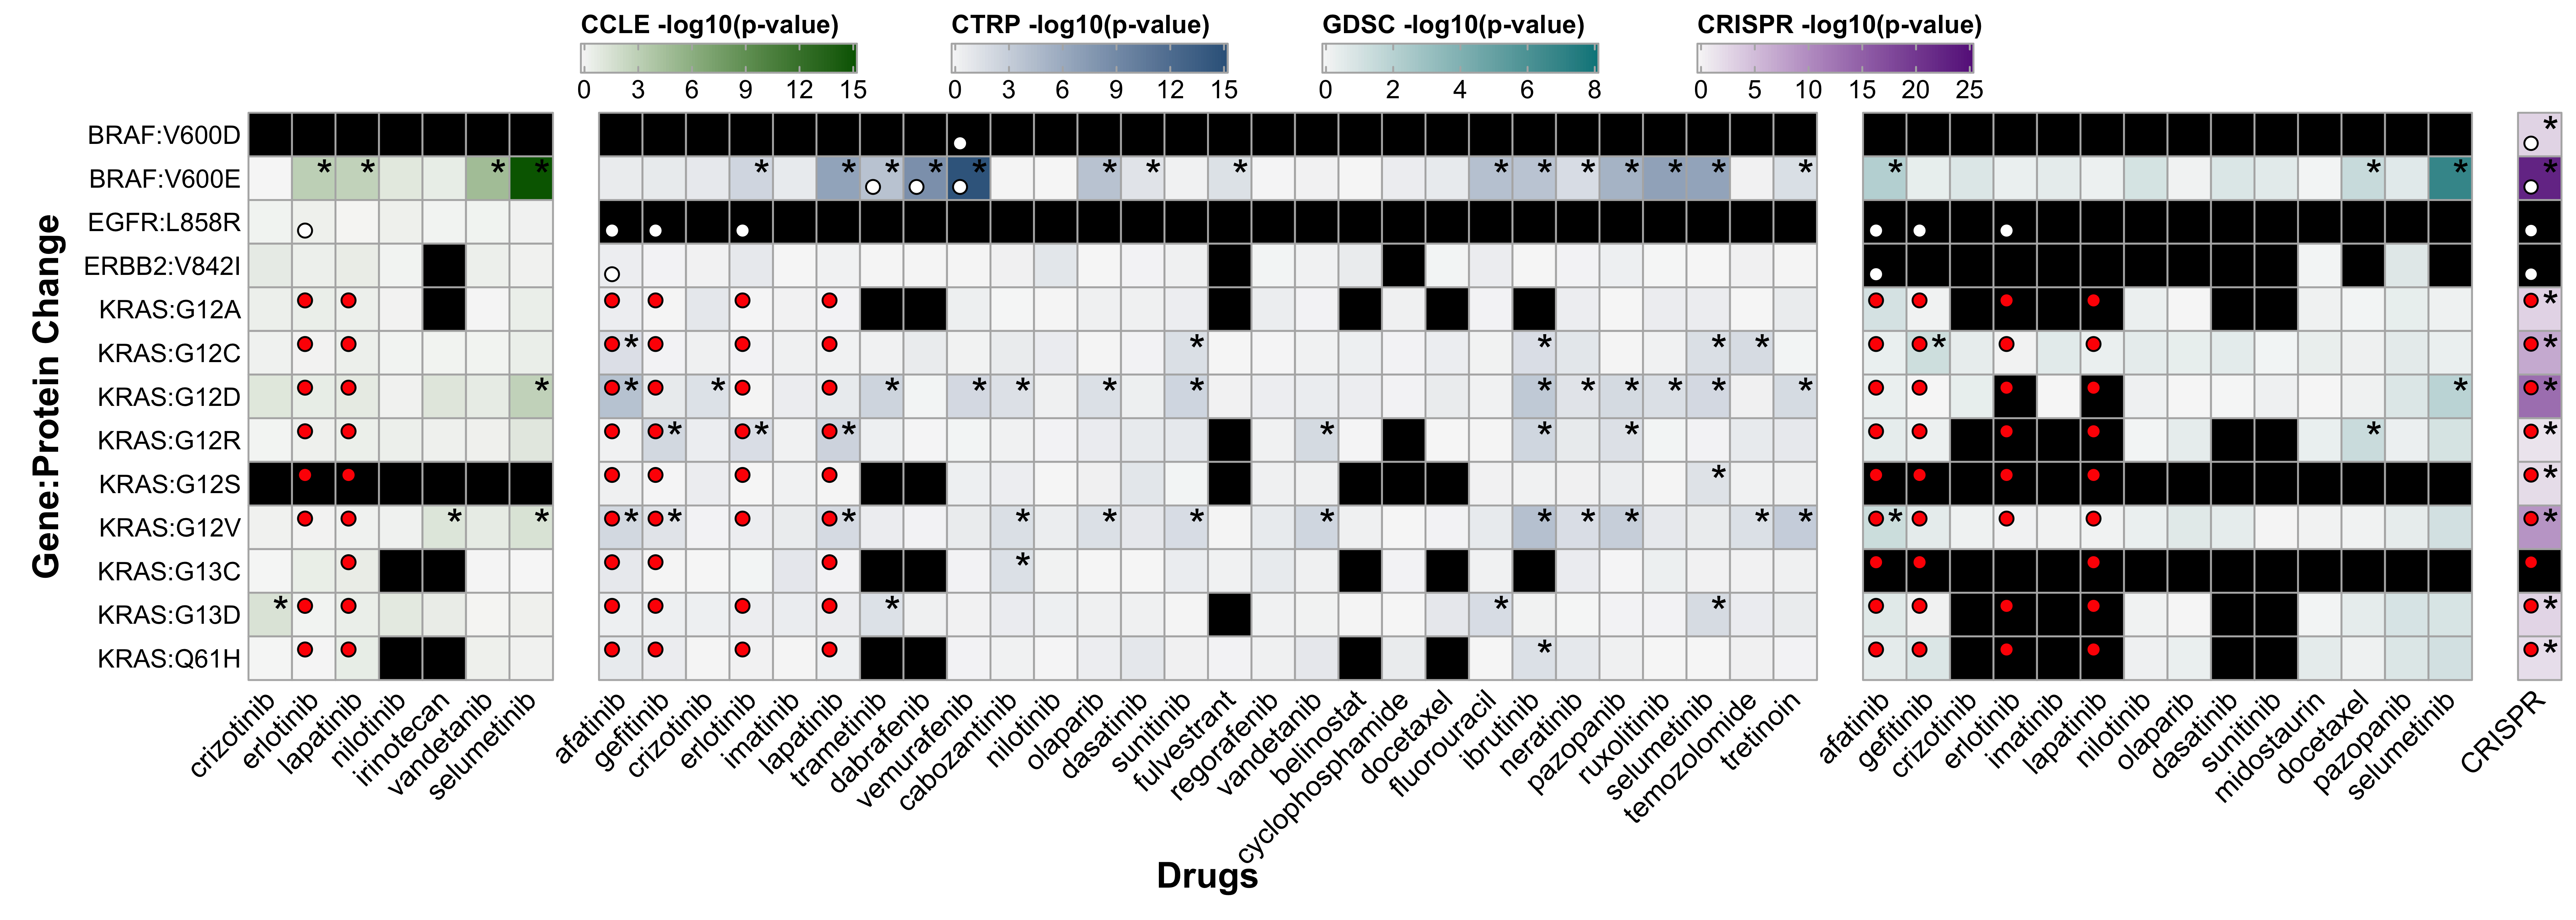 CCLE -log10(p-value)
CTRP -log10(p-value)
GDSC -log10(p-value)
CRISPR -log10(p-value)
0 3 6 9 12 15
0 3 6 9 12 15
0 2 4 6 8
0 5 10 15 20 25
Gene:Protein Change
BRAF:V600D
BRAF:V600E
EGFR:L858R
ERBB2:V842I
KRAS:G12A
KRAS:G12C
KRAS:G12D
KRAS:G12R
KRAS:G12S
KRAS:G12V
KRAS:G13C
KRAS:G13D
KRAS:Q61H
crizotinib
erlotinib
lapatinib
nilotinib
irinotecan
vandetanib
selumetinib
afatinib
gefitinib
crizotinib
erlotinib
imatinib
lapatinib
trametinib
dabrafenib
vemurafenib
cabozantinib
nilotinib
olaparib
dasatinib
sunitinib
fulvestrant
regorafenib
vandetanib
belinostat
cyclophosphamide
docetaxel
fluorouracil
ibrutinib
neratinib
pazopanib
ruxolitinib
selumetinib
temozolomide
tretinoin
afatinib
gefitinib
crizotinib
erlotinib
imatinib
lapatinib
nilotinib
olaparib
dasatinib
sunitinib
midostaurin
docetaxel
pazopanib
selumetinib
CRISPR
Drugs